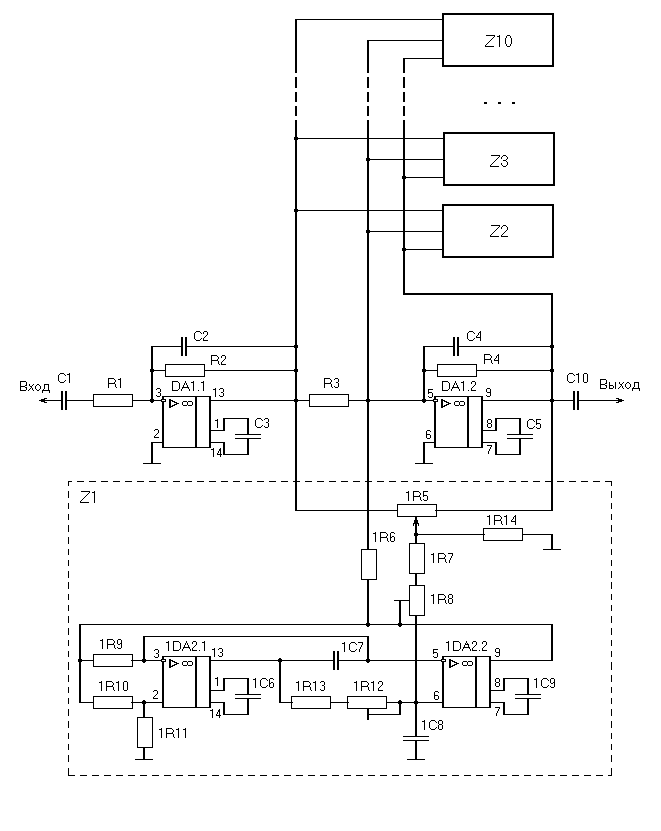 Z10
. . .
Z3
Z2
C2
C4
R2
R4
Вход
C1
R1
DA1.1
R3
DA1.2
C10
Выход
3
▷ ∞
13
5
▷ ∞
9
2
1
C3
6
8
C5
14
7
Z1
1R5
1R14
1R6
1R7
1R8
1R9
1DA2.1
1C7
1DA2.2
3
▷ ∞
13
5
▷ ∞
9
1R10
2
1
1C6
1R13
1R12
6
8
1C9
14
7
1R11
1C8